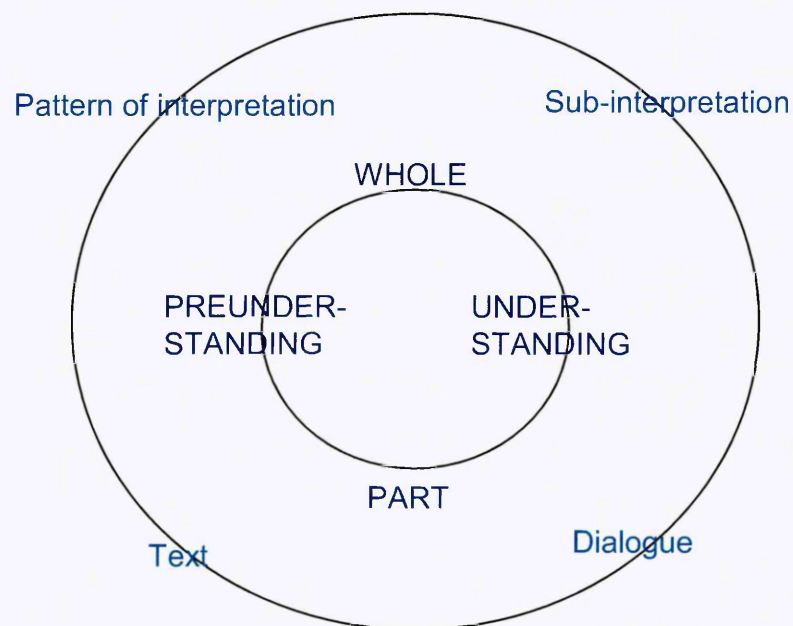 Pattern of interpretation
Sub-interpretation
WHOLE
PREUNDER-
STANDING
UNDER-
STANDING
PART
Text
Dialogue